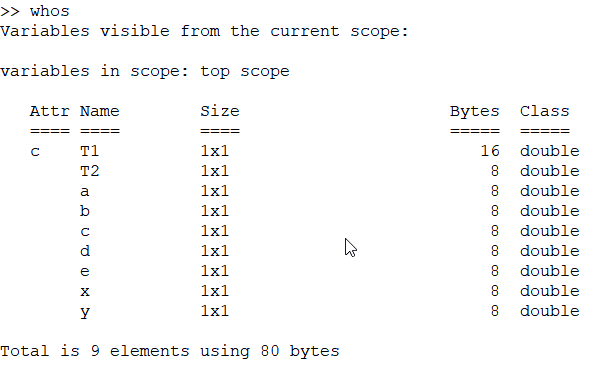 >> whos
Variables visible from the current scope:

variables in scope: top scope

   Attr Name        Size                     Bytes  Class
   ==== ====        ====                     =====  =====
   c    T1          1x1                         16  double
        T2          1x1                          8  double
        a           1x1                          8  double
        b           1x1                          8  double
        c           1x1                          8  double
        d           1x1                          8  double
        e           1x1                          8  double
        x           1x1                          8  double
        y           1x1                          8  double

Total is 9 elements using 80 bytes